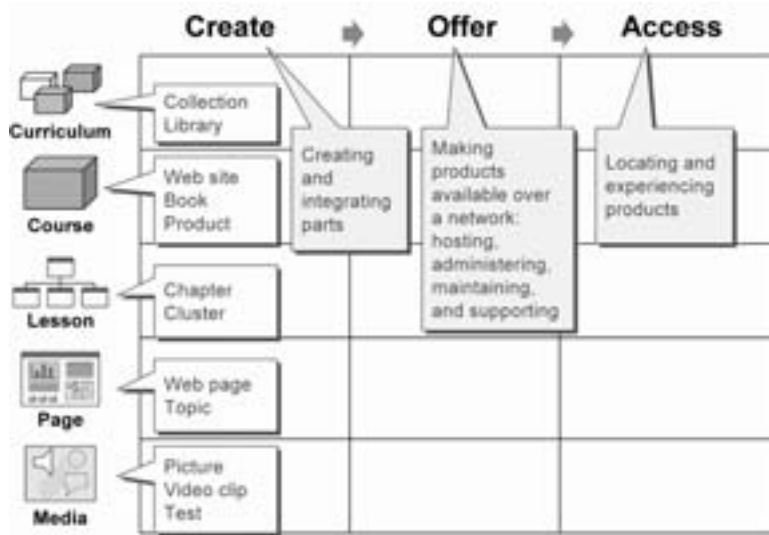 Create
Offer
Access
Curriculum
Collection
Library
Creating
and
integrating
parts
Making
products
available over
a network:
hosting,
administering,
maintaining,
and supporting
Locating and
experiencing
products
Course
Web site
Book
Product
Lesson
Chapter
Cluster
Page
Web page
Topic
Media
Picture
Video clip
Test